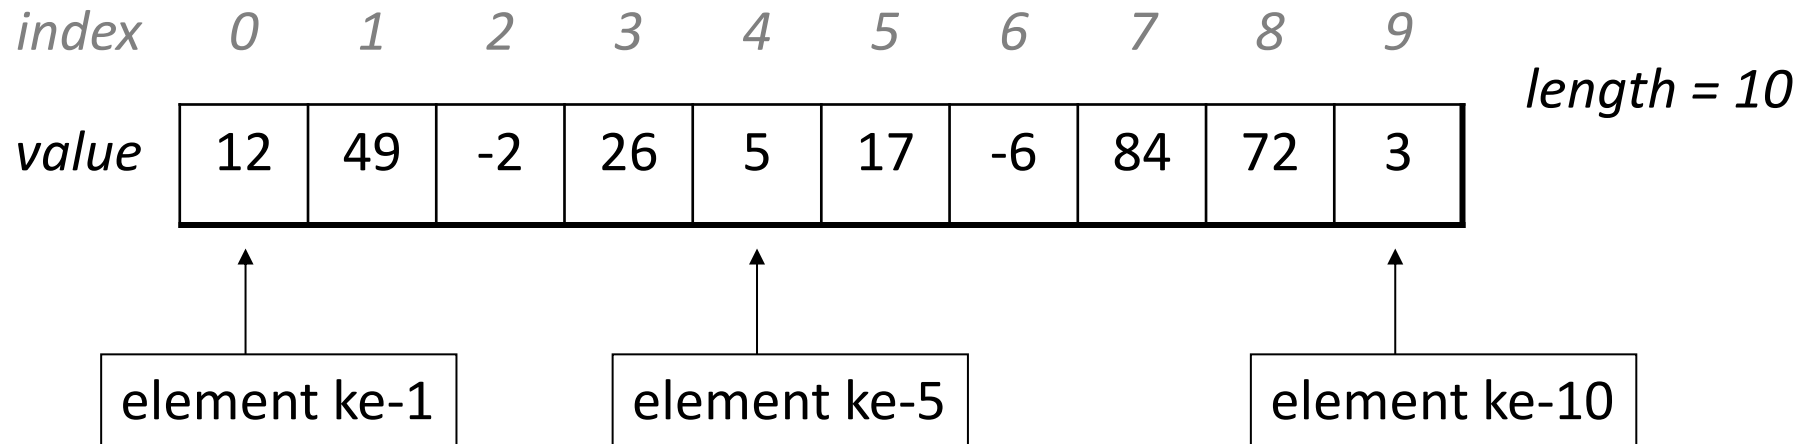 index 0 1 2 3 4 5 6 7 8 9
length = 10
value 12 49 -2 26 5 17 -6 84 72 3
element ke-1 element ke-5 element ke-10